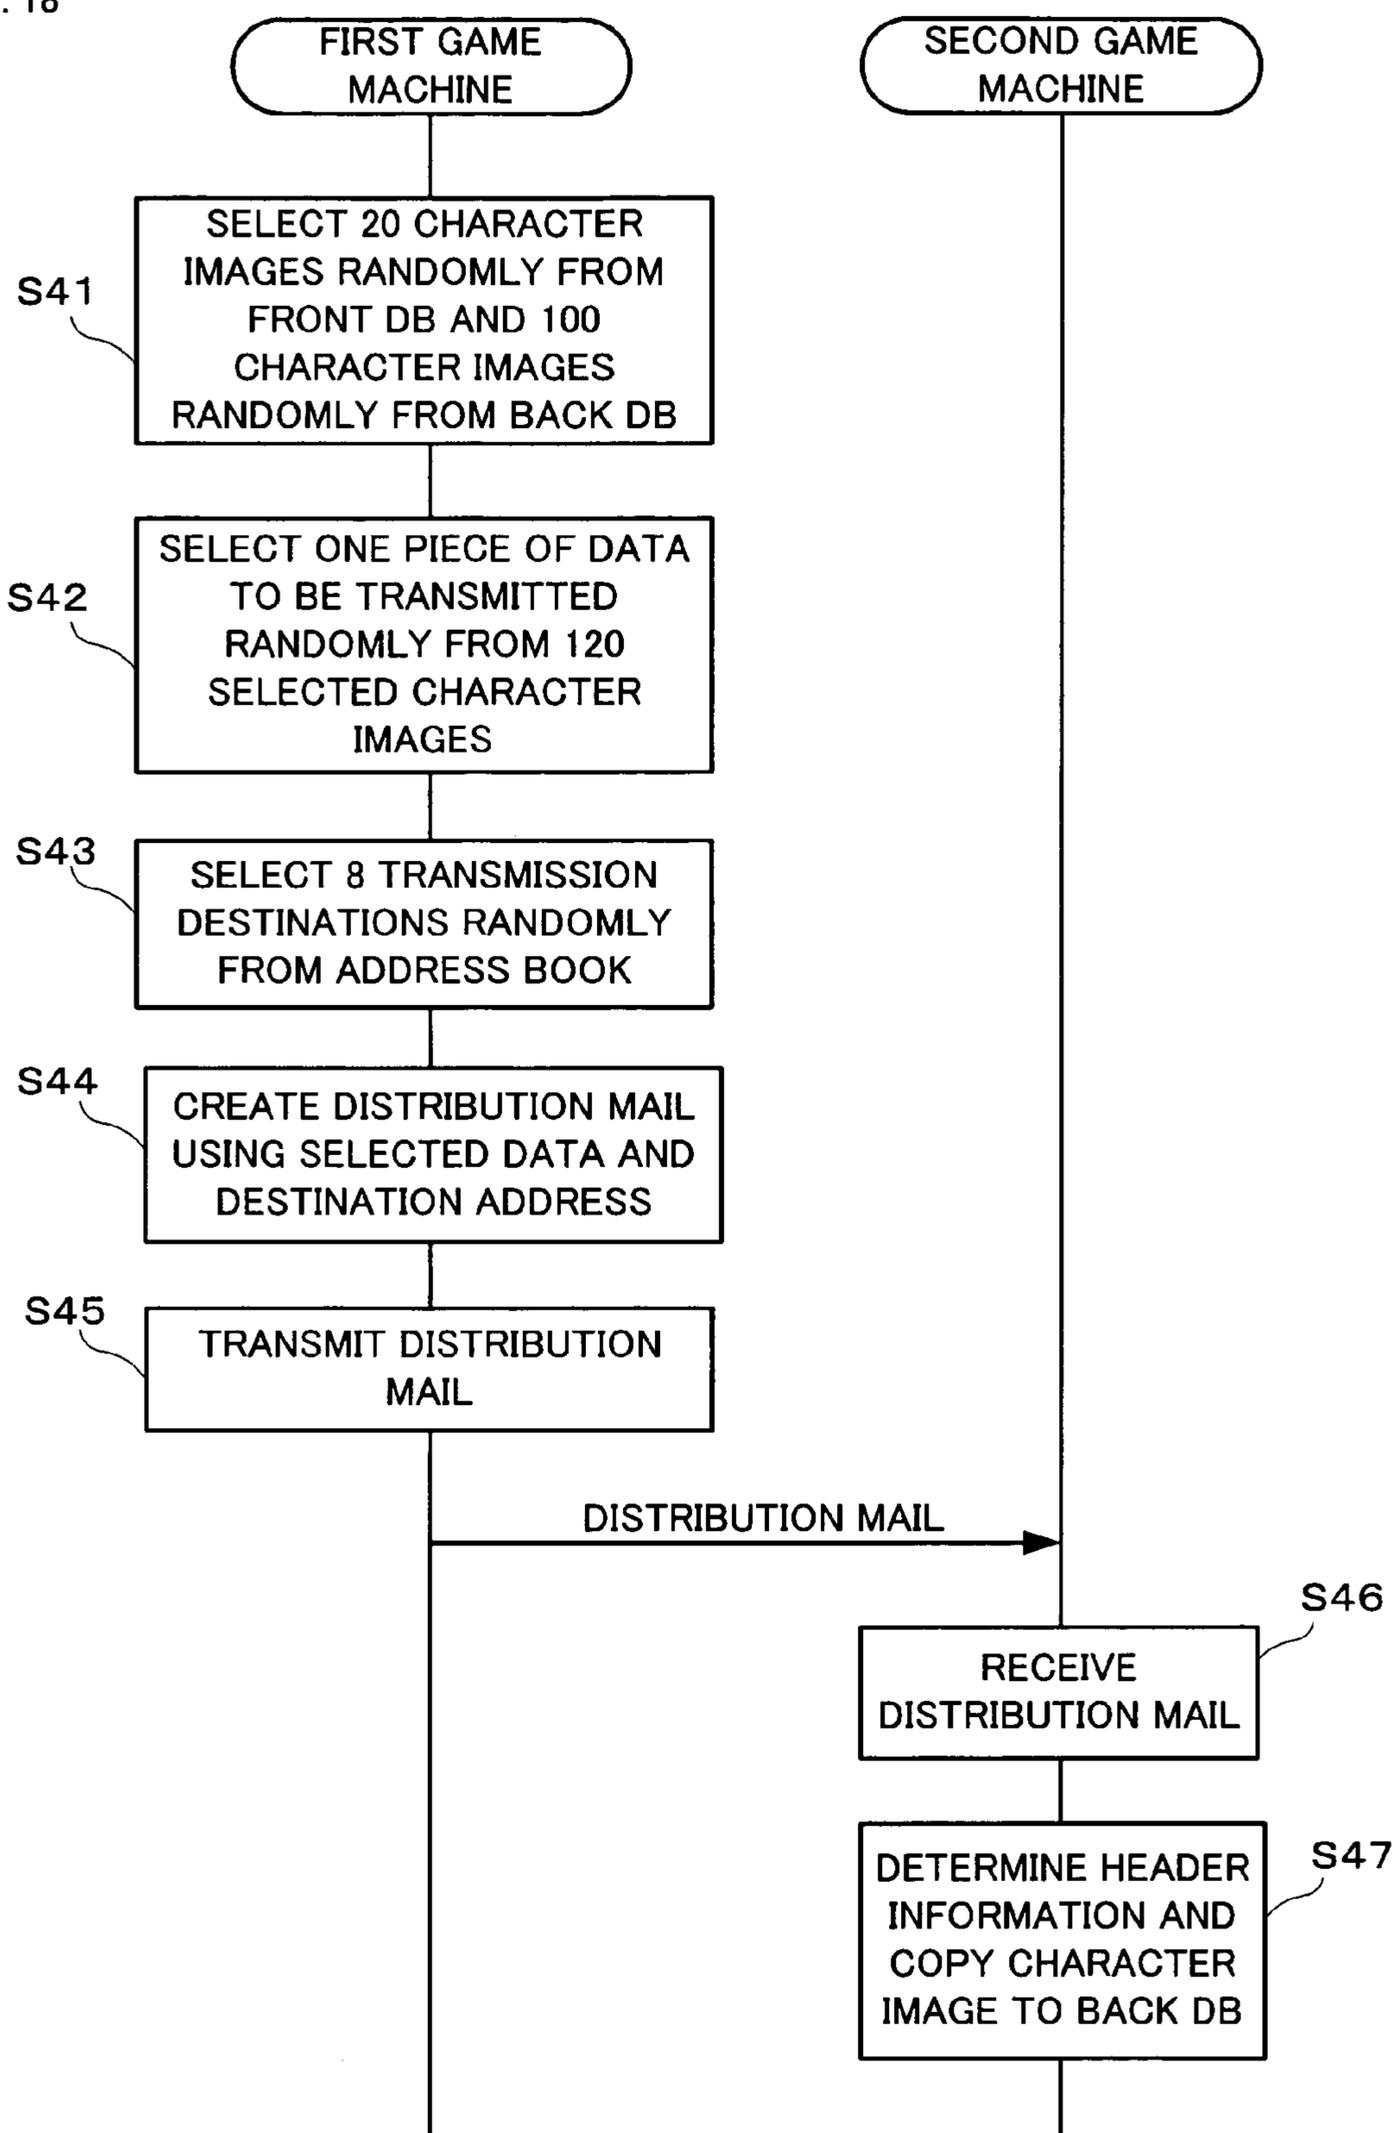 . 18
FIRST GAME
MACHINE
SECOND GAME
MACHINE
S41
SELECT 20 CHARACTER
IMAGES RANDOMLY FROM
FRONT DB AND 100
CHARACTER IMAGES
RANDOMLY FROM BACK DB
S42
SELECT ONE PIECE OF DATA
TO BE TRANSMITTED
RANDOMLY FROM 120
SELECTED CHARACTER
IMAGES
S43
SELECT 8 TRANSMISSION
DESTINATIONS RANDOMLY
FROM ADDRESS BOOK
S44
CREATE DISTRIBUTION MAIL
USING SELECTED DATA AND
DESTINATION ADDRESS
S45
TRANSMIT DISTRIBUTION
MAIL
DISTRIBUTION MAIL
S46
RECEIVE
DISTRIBUTION MAIL
S47
DETERMINE HEADER
INFORMATION AND
COPY CHARACTER
IMAGE TO BACK DB